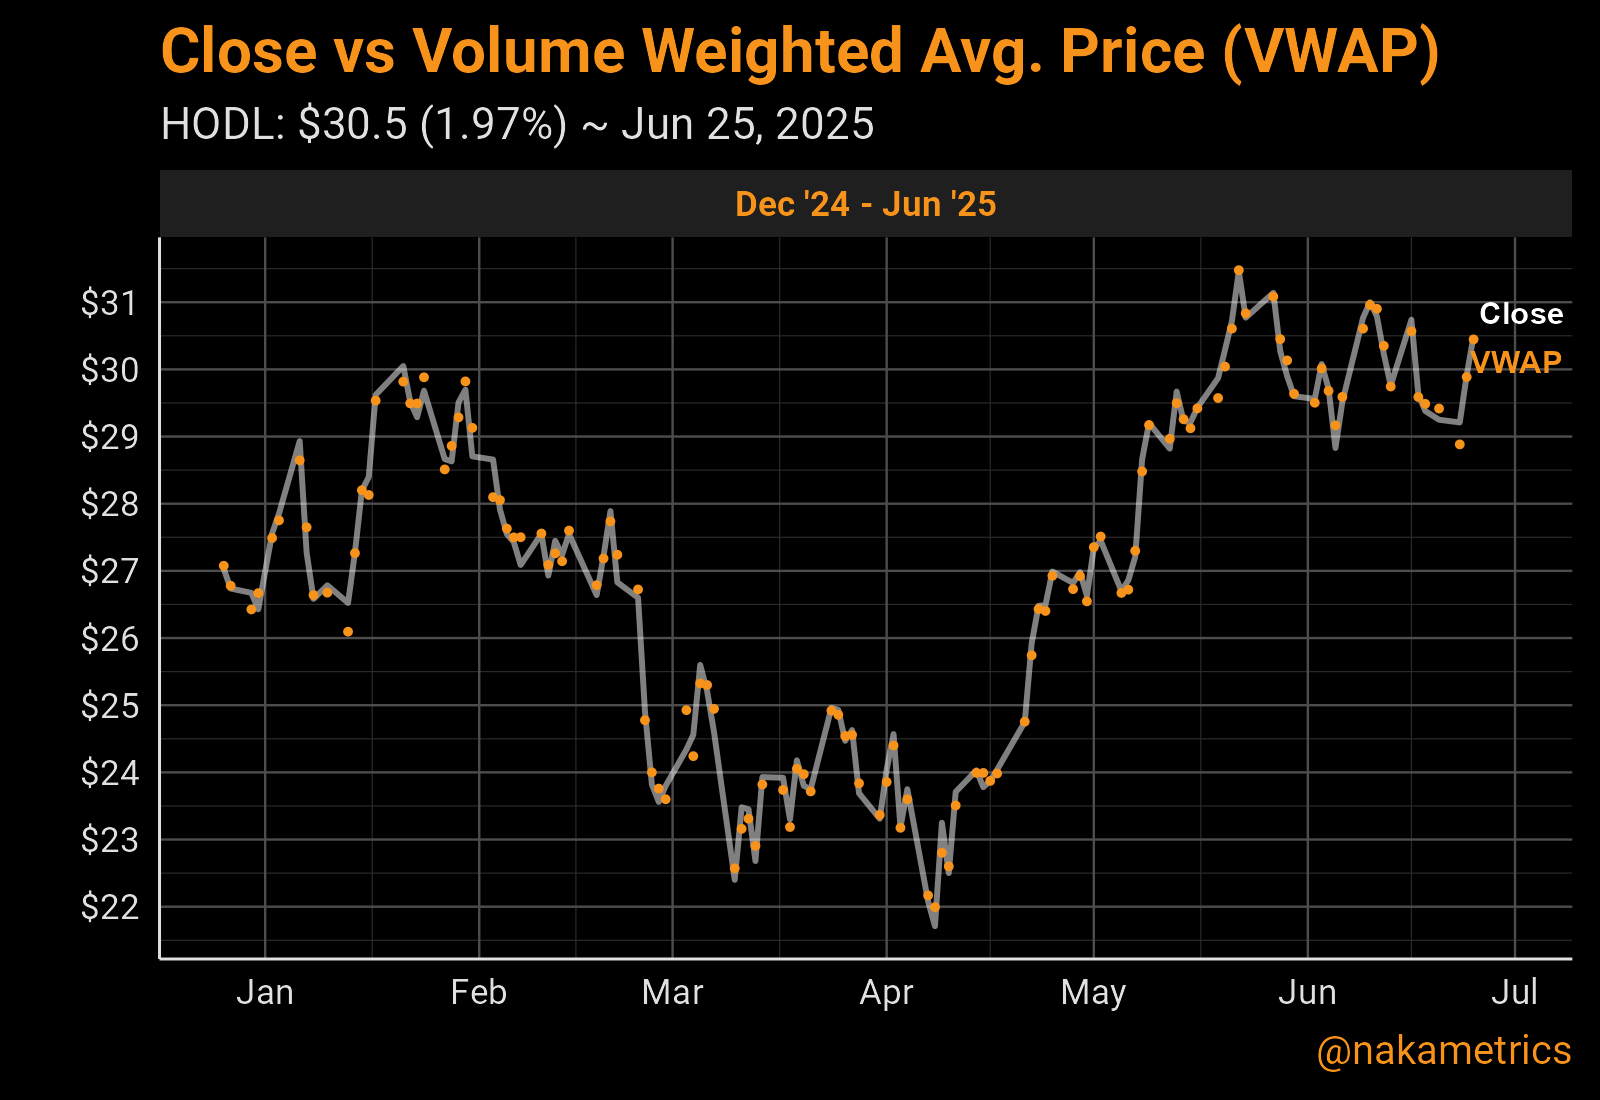 Close vs Volume Weighted Avg. Price (VWAP)
HODL: $30.5 (1.97%) ~ Jun 25, 2025
Dec '24 - Jun '25
$31
$30
$29
$28
$27
$26
$25
$24
$23
$22
Close
VWAP
Jan Feb Mar Apr May Jun Jul
@nakametrics